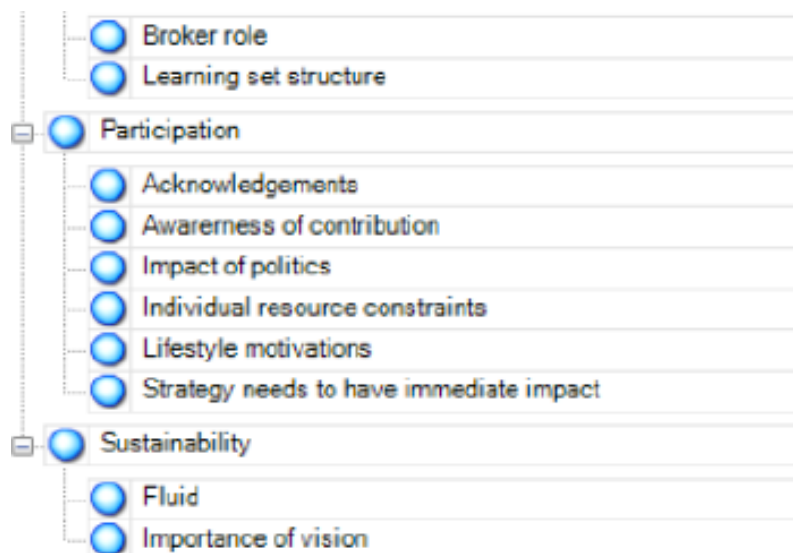 Broker role
Learning set structure
Participation
Acknowledgements
Awarerness of contribution
Impact of politics
Individual resource constraints
Lifestyle motivations
Strategy needs to have immediate impact
Sustainability
Fluid
Importance of vision